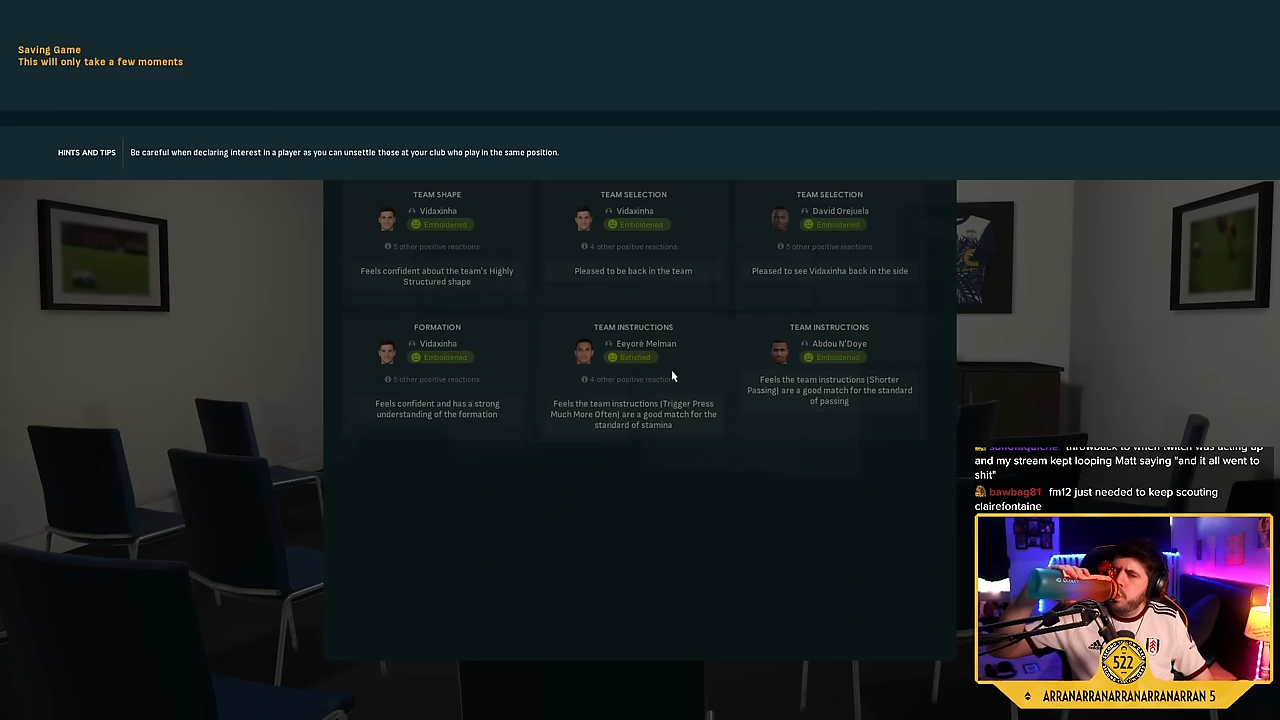 Saving Game
This will only take a few moments
HINTS AND TIPS
Be careful when declaring interest in a player as you can unsettle those at your club who play in the same position.
TEAM SHAPE
Vidaxinha
Emboldened
5 other positive reactions
Feels confident about the team's Highly
Structured shape
TEAM SELECTION
Vidaxinha
Emboldened
4 other positive reactions
Pleased to be back in the team
TEAM SELECTION
David Orejuela
Emboldened
5 other positive reactions
Pleased to see Vidaxinha back in the side
FORMATION
Vidaxinha
Emboldened
5 other positive reactions
Feels confident and has a strong
understanding of the formation
TEAM INSTRUCTIONS
Eeyoré Melman
Satisfied
4 other positive reactions
Feels the team instructions (Trigger Press
Much More Often) are a good match for the
standard of stamina
TEAM INSTRUCTIONS
Abdou N'Doye
Emboldened
Feels the team instructions (Shorter
Passing) are a good match for the standard
of passing
throwback to when twitch was acting up
and my stream kept looping Matt saying "and it all went to
shit"
bawbag81: fm12 just needed to keep scouting
clairefontaine
522
ARRANARRANARRANARRANARRAN 5